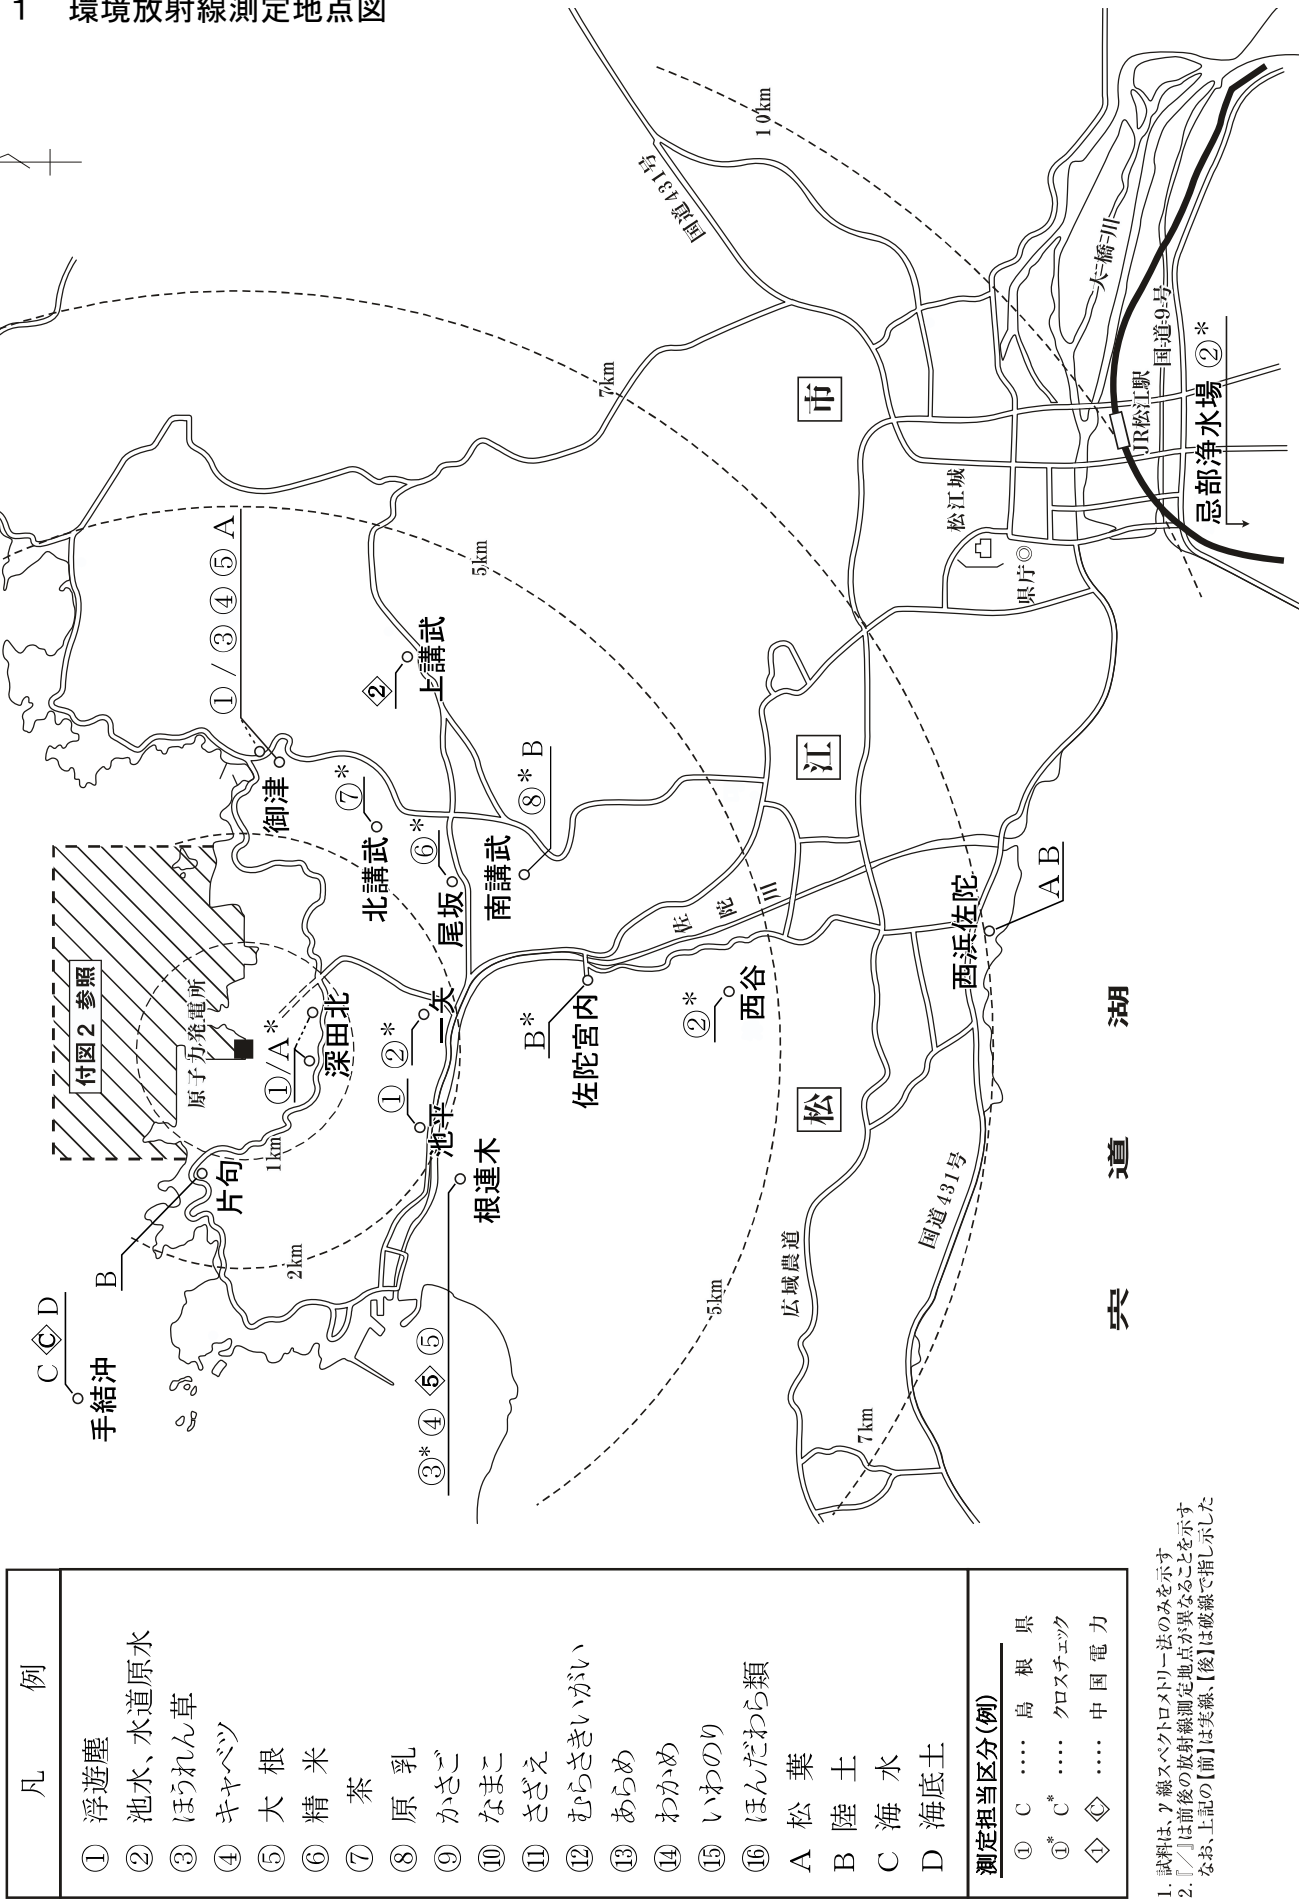 1 環境放射線測定地点図
10km
国道431号
大橋川
国道9号
JR松江駅
忌部浄水場 ②*
7km
市
松江城
県庁◎
5km
①/③④⑤A
◇2
上講武
御津
⑦*
北講武
⑥*
尾坂
⑧*B
南講武
江
佐陀川
西浜佐陀
A B
付図2 参照
原子力発電所
①/A*
深田北
②*
一矢
①
池平
B*
佐陀宮内
②*
西谷
松
湖
道
宍
片句
1km
2km
B
C ◇C D
手結沖
根連木
③*④◇5⑤
5km
広域農道
国道431号
7km
凡 例
① 浮遊塵
② 池水、水道原水
③ ほうれん草
④ キャベツ
⑤ 大 根
⑥ 精 米
⑦ 茶
⑧ 原 乳
⑨ かさご
⑩ なまこ
⑪ さざえ
⑫ むらさきいがい
⑬ あらめ
⑭ わかめ
⑮ いわのり
⑯ ほんだわら類
A 松 葉
B 陸 土
C 海 水
D 海底土
測定担当区分(例)
① C ‥‥ 島 根 県
①* C* ‥‥ クロスチェック
◇1 ◇C ‥‥ 中 国 電 力
1. 試料は、γ線スペクトロメトリー法のみを示す
2. 『／』は前後の放射線測定地点が異なることを示す
なお、上記の【前】は実線、【後】は破線で指し示した